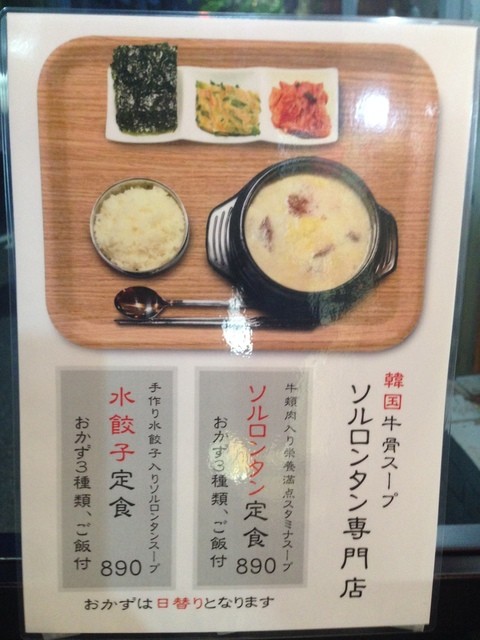 韓国牛骨スープ
ソルロンタン専門店
牛頬肉入り栄養満点スタミナスープ
ソルロンタン定食
おかず3種類、ご飯付
890
手作り水餃子入りソルロンタンスープ
水餃子定食
おかず3種類、ご飯付
890
おかずは日替りとなります